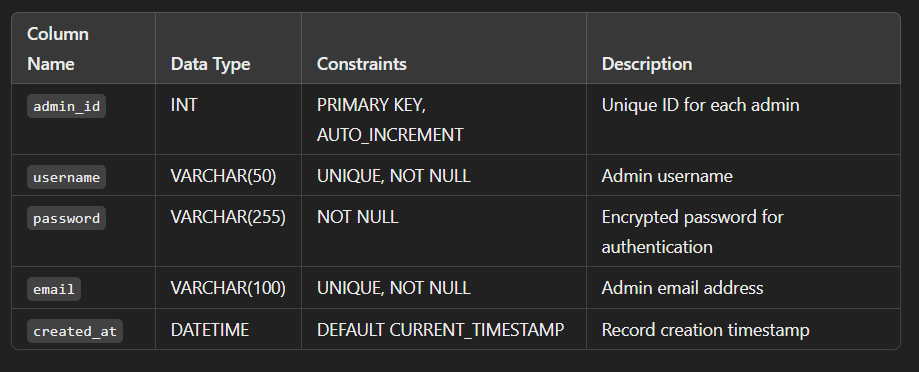 Column
Name Data Type Constraints Description
admin_id INT PRIMARY KEY, Unique ID for each admin
AUTO_INCREMENT
username VARCHAR(50) UNIQUE, NOT NULL Admin username
password VARCHAR(255) NOT NULL Encrypted password for
authentication
email VARCHAR(100) UNIQUE, NOT NULL Admin email address
created_at DATETIME DEFAULT CURRENT_TIMESTAMP Record creation timestamp